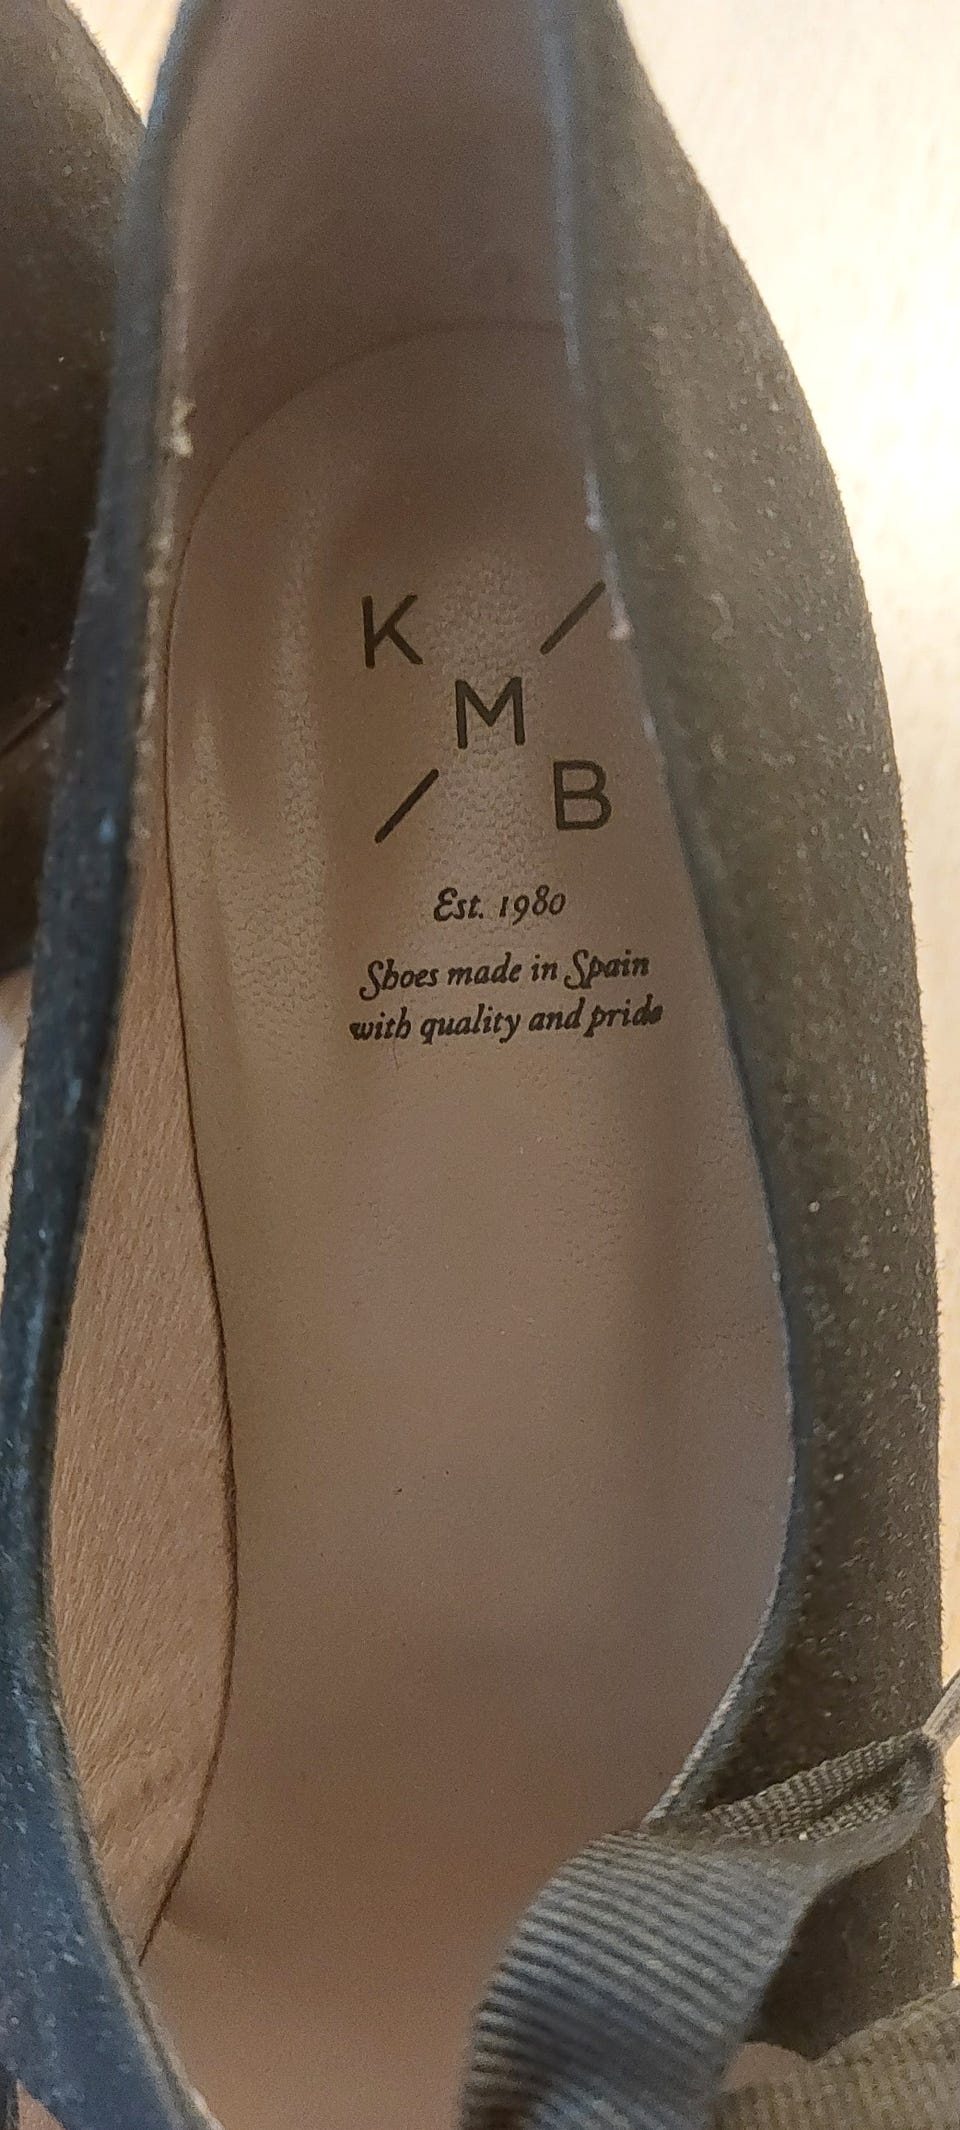 K /
M
/ B
Est. 1980
Shoes made in Spain
with quality and pride